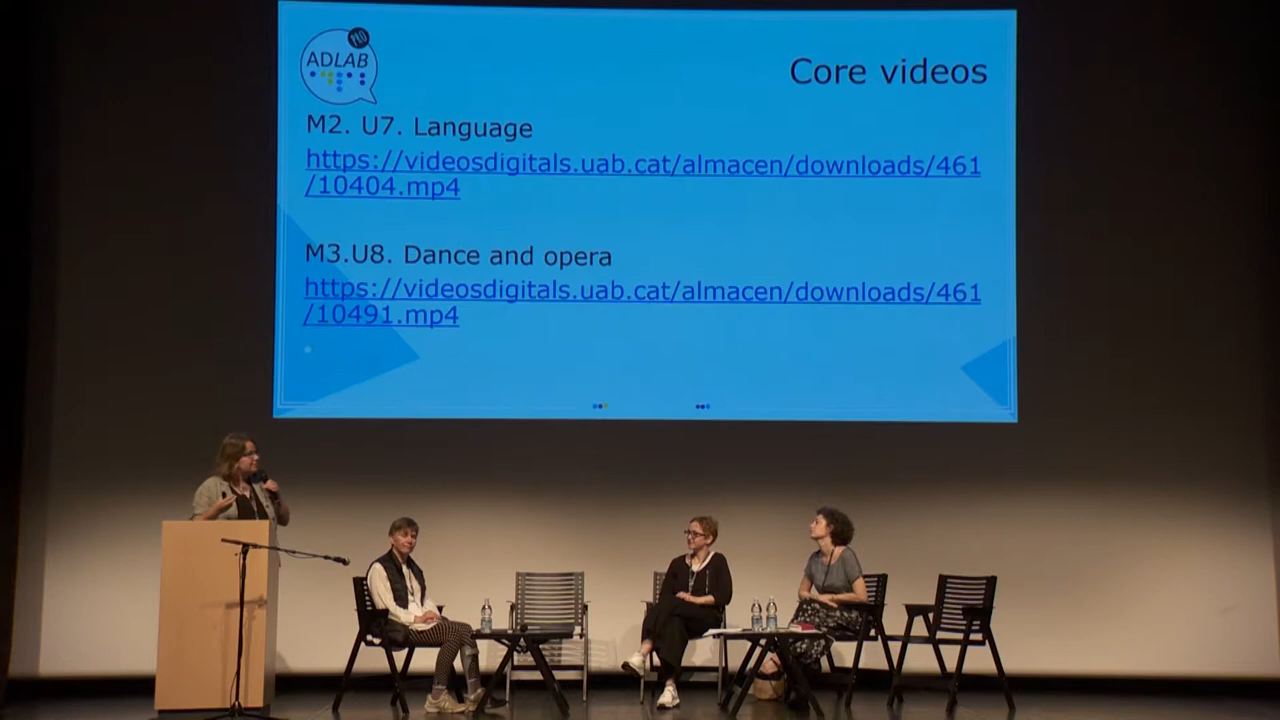 PRO
ADLAB
Core videos
M2. U7. Language
https://videosdigitals.uab.cat/almacen/downloads/461
/10404.mp4
M3.U8. Dance and opera
https://videosdigitals.uab.cat/almacen/downloads/461
/10491.mp4